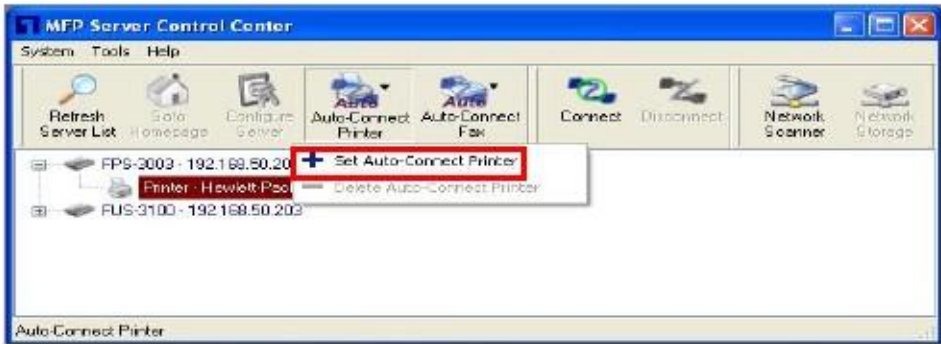 MFP Server Control Center
System Tools Help
Refresh Server List
Goto Homepage
Configure Server
Auto
Auto-Connect Printer
Auto
Auto-Connect Fax
Connect
Disconnect
Network Scanner
Network Storage
FPS-3003 - 192.168.50.20
Set Auto-Connect Printer
Printer - Hewlett-Pac
Delete Auto-Connect Printer
FUS-3100 - 192.168.50.203
Auto-Connect Printer